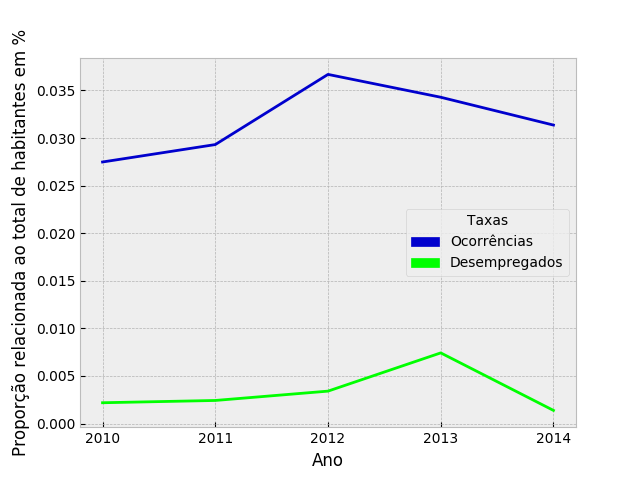 Proporção relacionada ao total de habitantes em %
0.035
0.030
0.025
0.020
0.015
0.010
0.005
0.000
Taxas
Ocorrências
Desempregados
2010 2011 2012 2013 2014
Ano